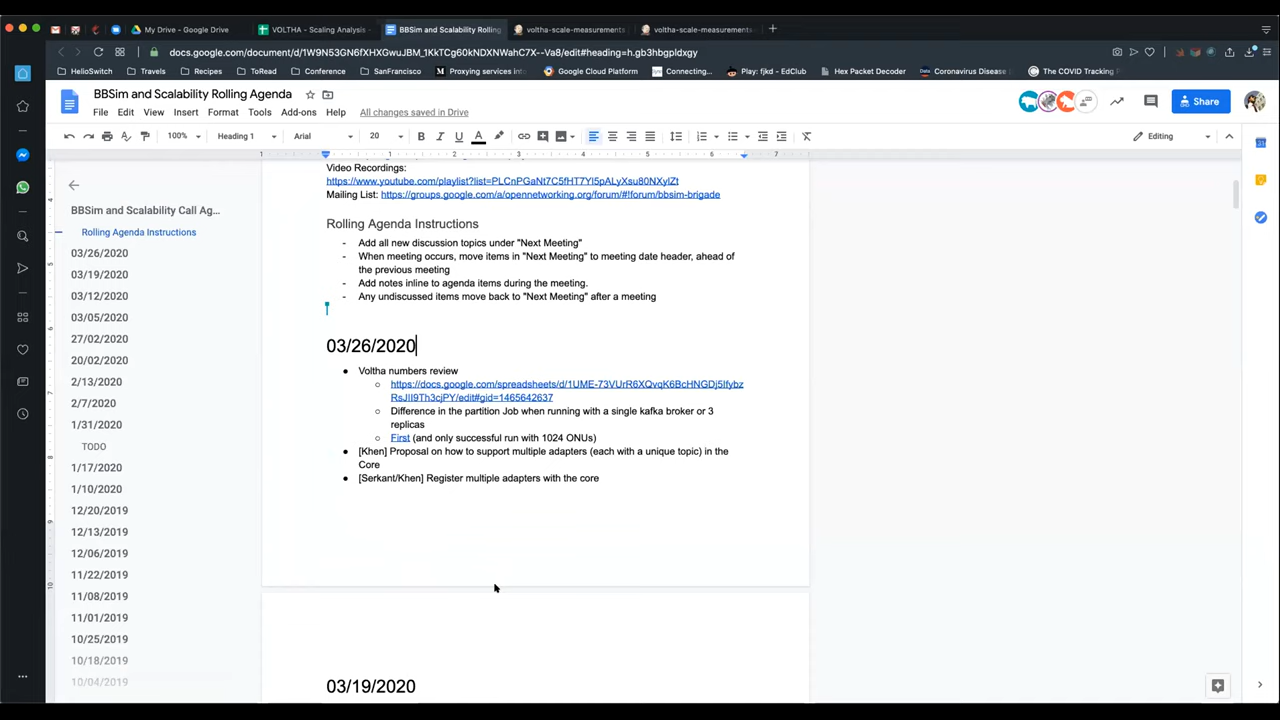 My Drive - Google Drive
VOLTHA - Scaling Analysis
BBSim and Scalability Rolling
voltha-scale-measurements
voltha-scale-measurements
docs.google.com/document/d/1W9N53GN6fXHXGwuJBM_1KkTCg60kNDXNWahC7X--Va8/edit#heading=h.gb3hbgpldxgy
HelioSwitch
Travels
Recipes
ToRead
Conference
SanFrancisco
Proxying services int
Google Cloud Platform
Connecting...
Play: fjkd - EdClub
Hex Packet Decoder
Coronavirus Disease
The COVID Tracking
BBSim and Scalability Rolling Agenda
File Edit View Insert Format Tools Add-ons Help All changes saved in Drive
Share
100% Heading 1 Arial 20 Editing
Video Recordings:
https://www.youtube.com/playlist?list=PLCnPGaNt7C5fHT7YI5pALyXsu80NXyIZt
Mailing List: https://groups.google.com/a/opennetworking.org/forum/#!forum/bbsim-brigade
Rolling Agenda Instructions
- Add all new discussion topics under "Next Meeting"
- When meeting occurs, move items in "Next Meeting" to meeting date header, ahead of
the previous meeting
- Add notes inline to agenda items during the meeting.
- Any undiscussed items move back to "Next Meeting" after a meeting
03/26/2020
● Voltha numbers review
○ https://docs.google.com/spreadsheets/d/1UME-73VUrR6XQvqK6BcHNGDj5Ifybz
RsJII9Th3cjPY/edit#gid=1465642637
○ Difference in the partition Job when running with a single kafka broker or 3
replicas
○ First (and only successful run with 1024 ONUs)
● [Khen] Proposal on how to support multiple adapters (each with a unique topic) in the
Core
● [Serkant/Khen] Register multiple adapters with the core
03/19/2020
BBSim and Scalability Call Ag...
Rolling Agenda Instructions
03/26/2020
03/19/2020
03/12/2020
03/05/2020
27/02/2020
20/02/2020
2/13/2020
2/7/2020
1/31/2020
TODO
1/17/2020
1/10/2020
12/20/2019
12/13/2019
12/06/2019
11/22/2019
11/08/2019
11/01/2019
10/25/2019
10/18/2019
10/04/2019